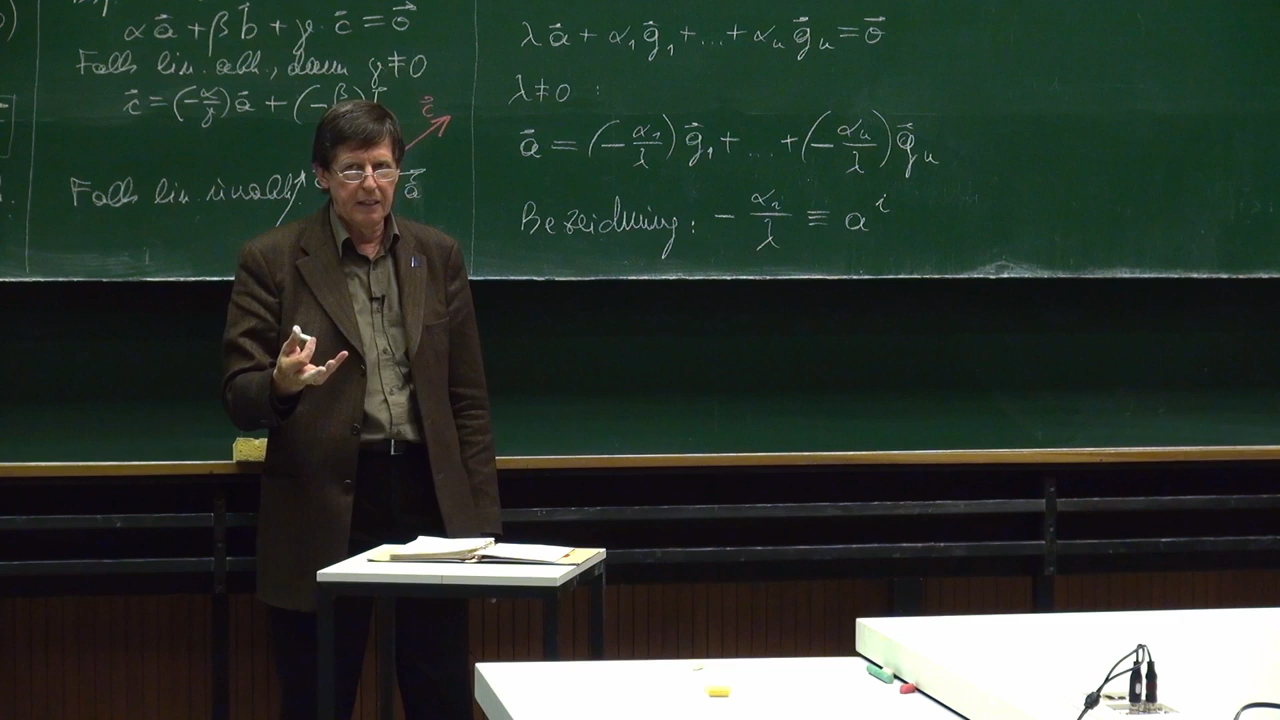 α a⃗ + β b⃗ + γ · c⃗ = o⃗
Falls lin. abh., dann γ ≠ 0
c⃗ = (-α/γ) a⃗ + (-β
c⃗
Falls lin. unabh.
a⃗
λ a⃗ + α₁ g⃗₁ + ... + αₙ g⃗ₙ = o⃗
λ ≠ 0 :
a⃗ = (-α₁/λ) g⃗₁ + ... + (-αₙ/λ) g⃗ₙ
Bezeichnung: - αᵢ/λ ≡ aⁱ